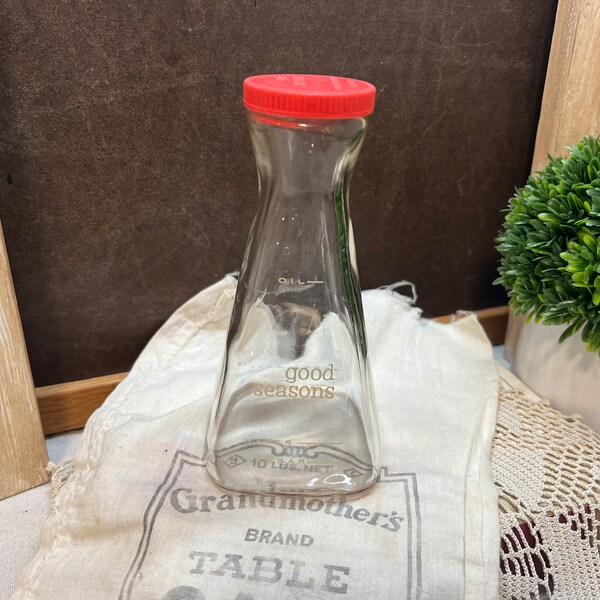 OIL
good
seasons
10 LBS. NET
Grandmother's
BRAND
TABLE